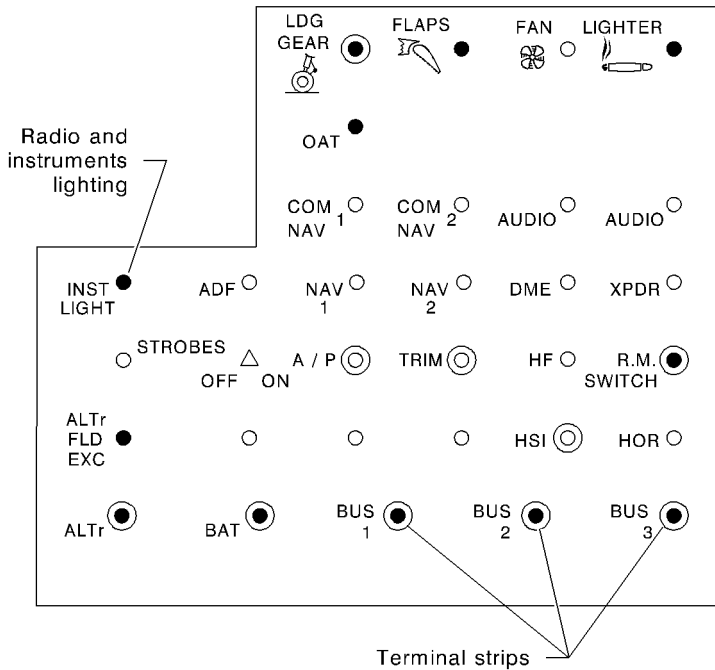 LDG
GEAR
FLAPS
FAN
LIGHTER
OAT
Radio and
instruments
lighting
COM
NAV 1
COM
NAV 2
AUDIO
AUDIO
INST
LIGHT
ADF
NAV
1
NAV
2
DME
XPDR
STROBES
OFF ON
A / P
TRIM
HF
R.M.
SWITCH
ALTr
FLD
EXC
HSI
HOR
ALTr
BAT
BUS
1
BUS
2
BUS
3
Terminal strips